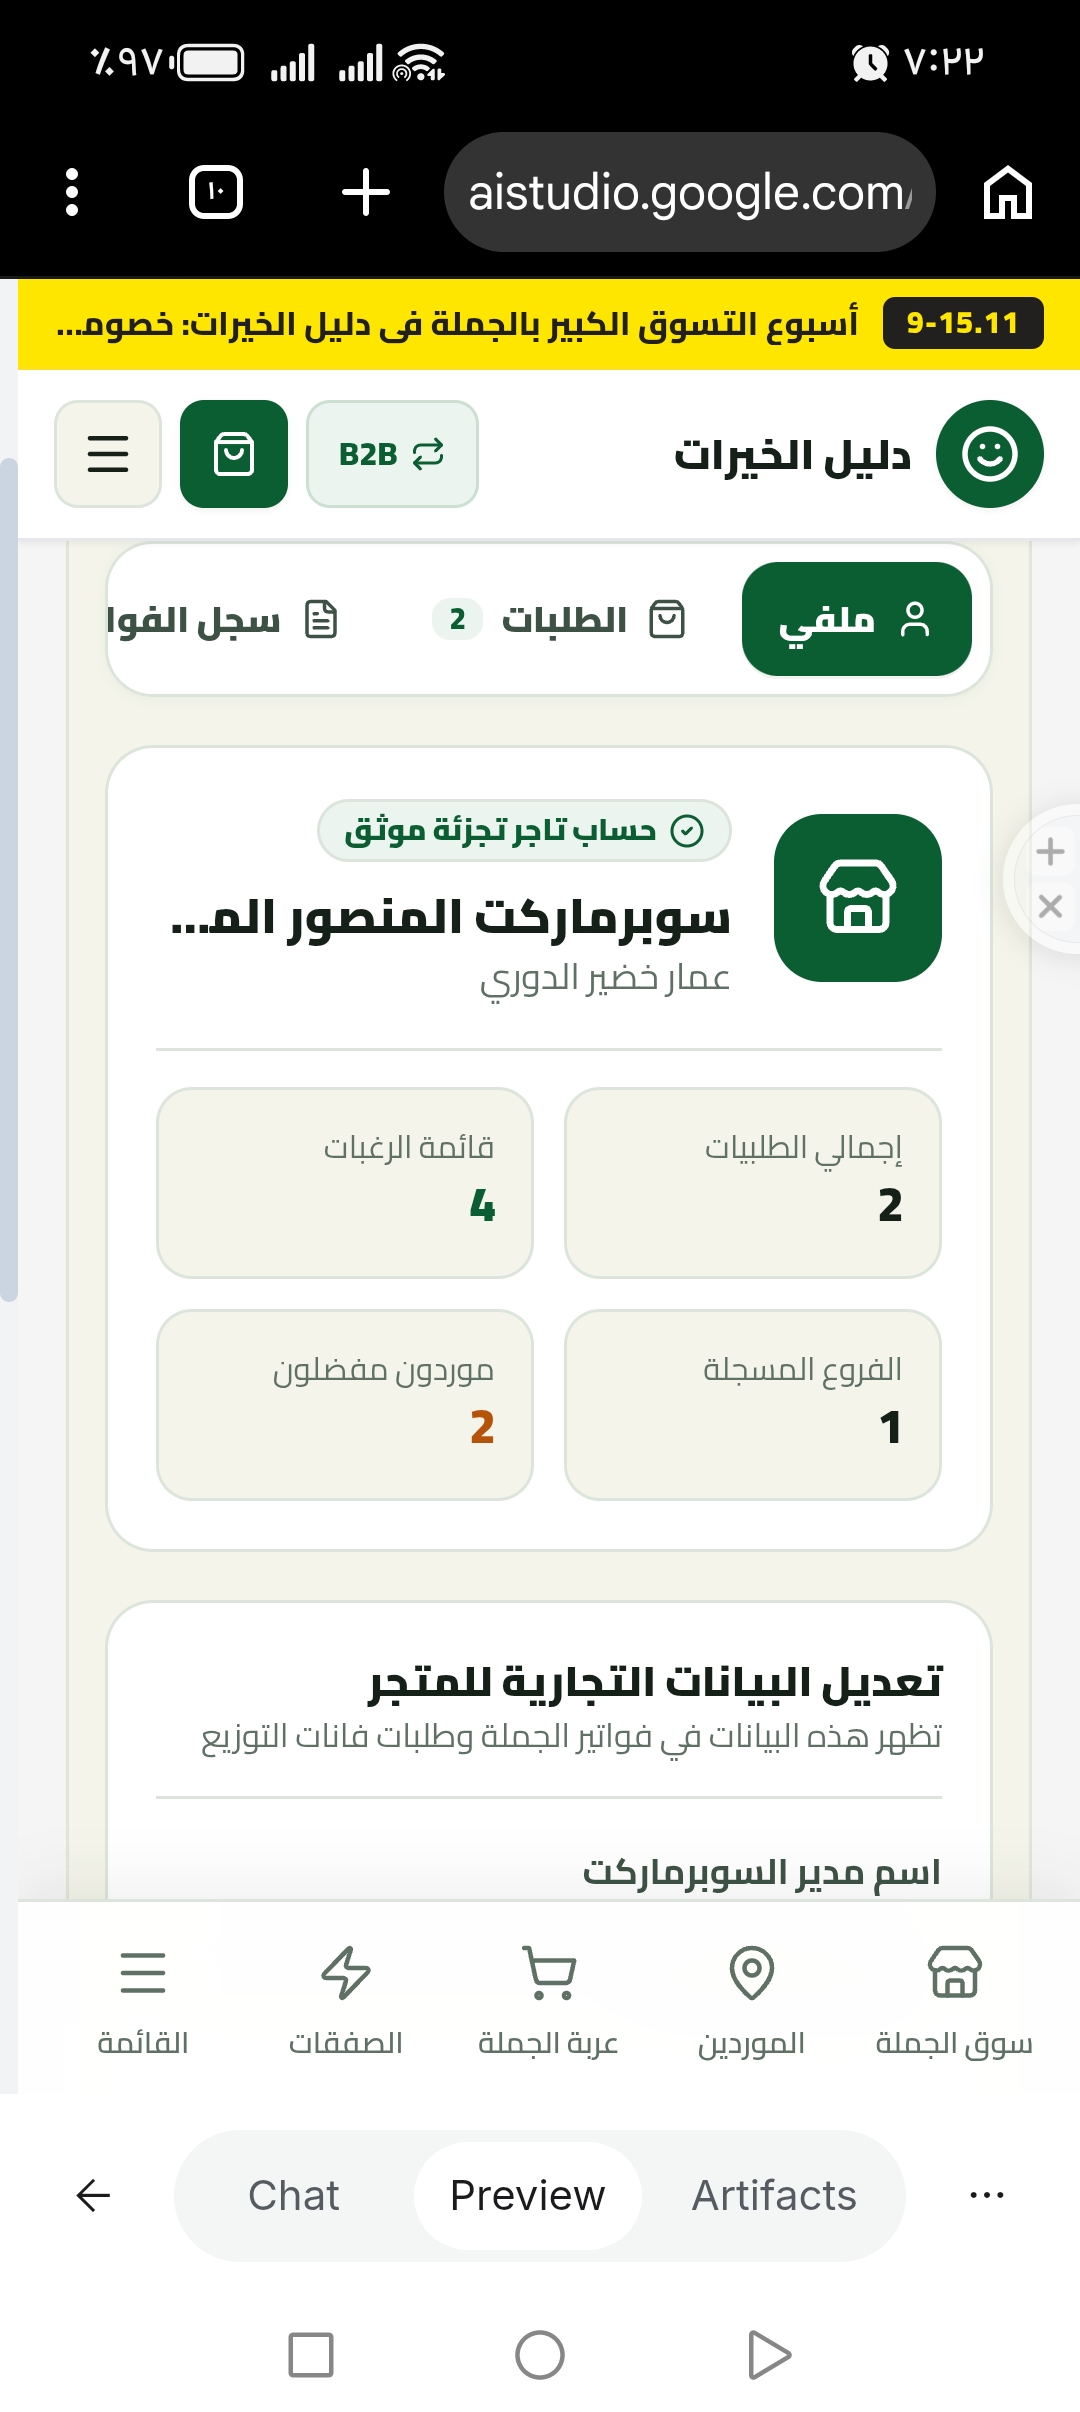 ٪٩٧
٧:٢٢
١٠
aistudio.google.com/
9-15.11
أسبوع التسوق الكبير بالجملة في دليل الخيرات: خصوم...
دليل الخيرات
B2B
ملفي
الطلبات 2
سجل الفوا
حساب تاجر تجزئة موثق
سوبرماركت المنصور الم...
عمار خضير الدوري
إجمالي الطلبيات
2
قائمة الرغبات
4
الفروع المسجلة
1
موردون مفضلون
2
تعديل البيانات التجارية للمتجر
تظهر هذه البيانات في فواتير الجملة وطلبات فانات التوزيع
اسم مدير السوبرماركت
سوق الجملة
الموردين
عربة الجملة
الصفقات
القائمة
Chat
Preview
Artifacts